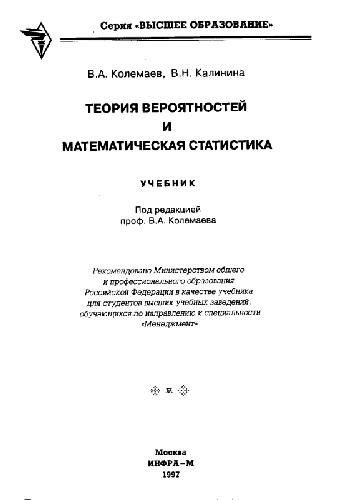 Серия «ВЫСШЕЕ ОБРАЗОВАНИЕ»
В.А. Колемаев, В.Н. Калинина
ТЕОРИЯ ВЕРОЯТНОСТЕЙ
И
МАТЕМАТИЧЕСКАЯ СТАТИСТИКА
УЧЕБНИК
Под редакцией
проф. В.А. Колемаева
Рекомендовано Министерством общего
и профессионального образования
Российской Федерации в качестве учебника
для студентов высших учебных заведений,
обучающихся по направлению и специальности
«Менеджмент»
Москва
ИНФРА-М
1997